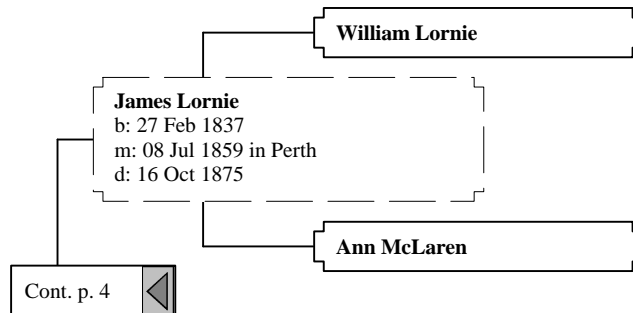 William Lornie
James Lornie
b: 27 Feb 1837
m: 08 Jul 1859 in Perth
d: 16 Oct 1875
Ann McLaren
Cont. p. 4